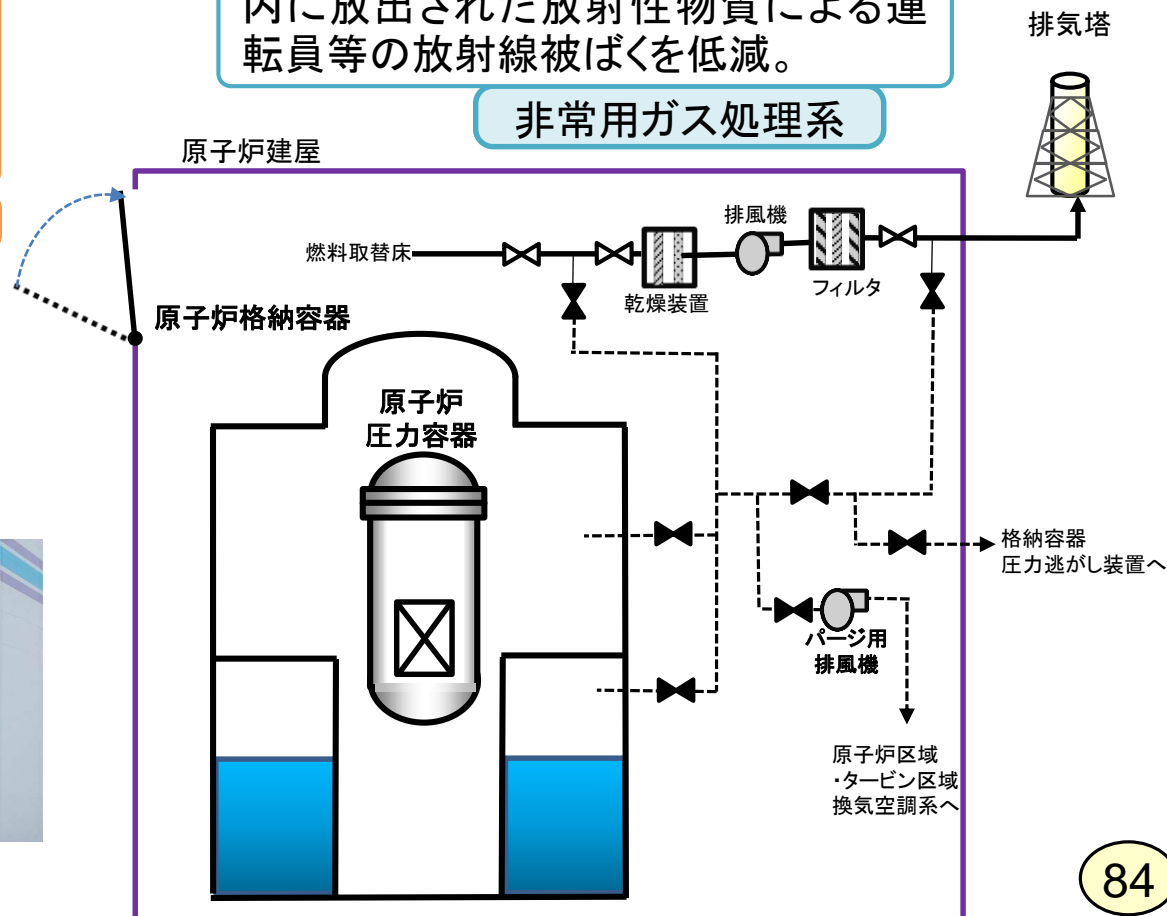 内に放出された放射性物質による運
転員等の放射線被ばくを低減。
排気塔
非常用ガス処理系
原子炉建屋
排風機
燃料取替床
乾燥装置
フィルタ
原子炉格納容器
原子炉
圧力容器
格納容器
圧力逃がし装置へ
パージ用
排風機
原子炉区域
・タービン区域
換気空調系へ
84